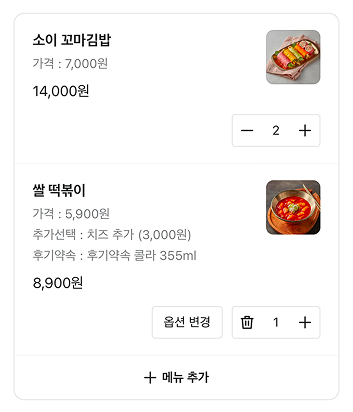 소이 꼬마김밥
가격 : 7,000원
14,000원
2
쌀 떡볶이
가격 : 5,900원
추가선택 : 치즈 추가 (3,000원)
후기약속 : 후기약속 콜라 355ml
8,900원
옵션 변경
1
메뉴 추가